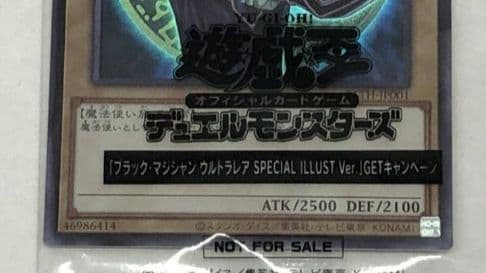 YU-GI-OH!
遊戯王
オフィシャルカードゲーム
デュエルモンスターズ
【魔法使い族
魔法使いとし
「ブラック・マジシャン ウルトラレア SPECIAL ILLUST Ver.」GETキャンペーン
ATK/2500 DEF/2100
46986414
©スタジオ・ダイス/集英社・テレビ東京・KONAMI
NOT FOR SALE